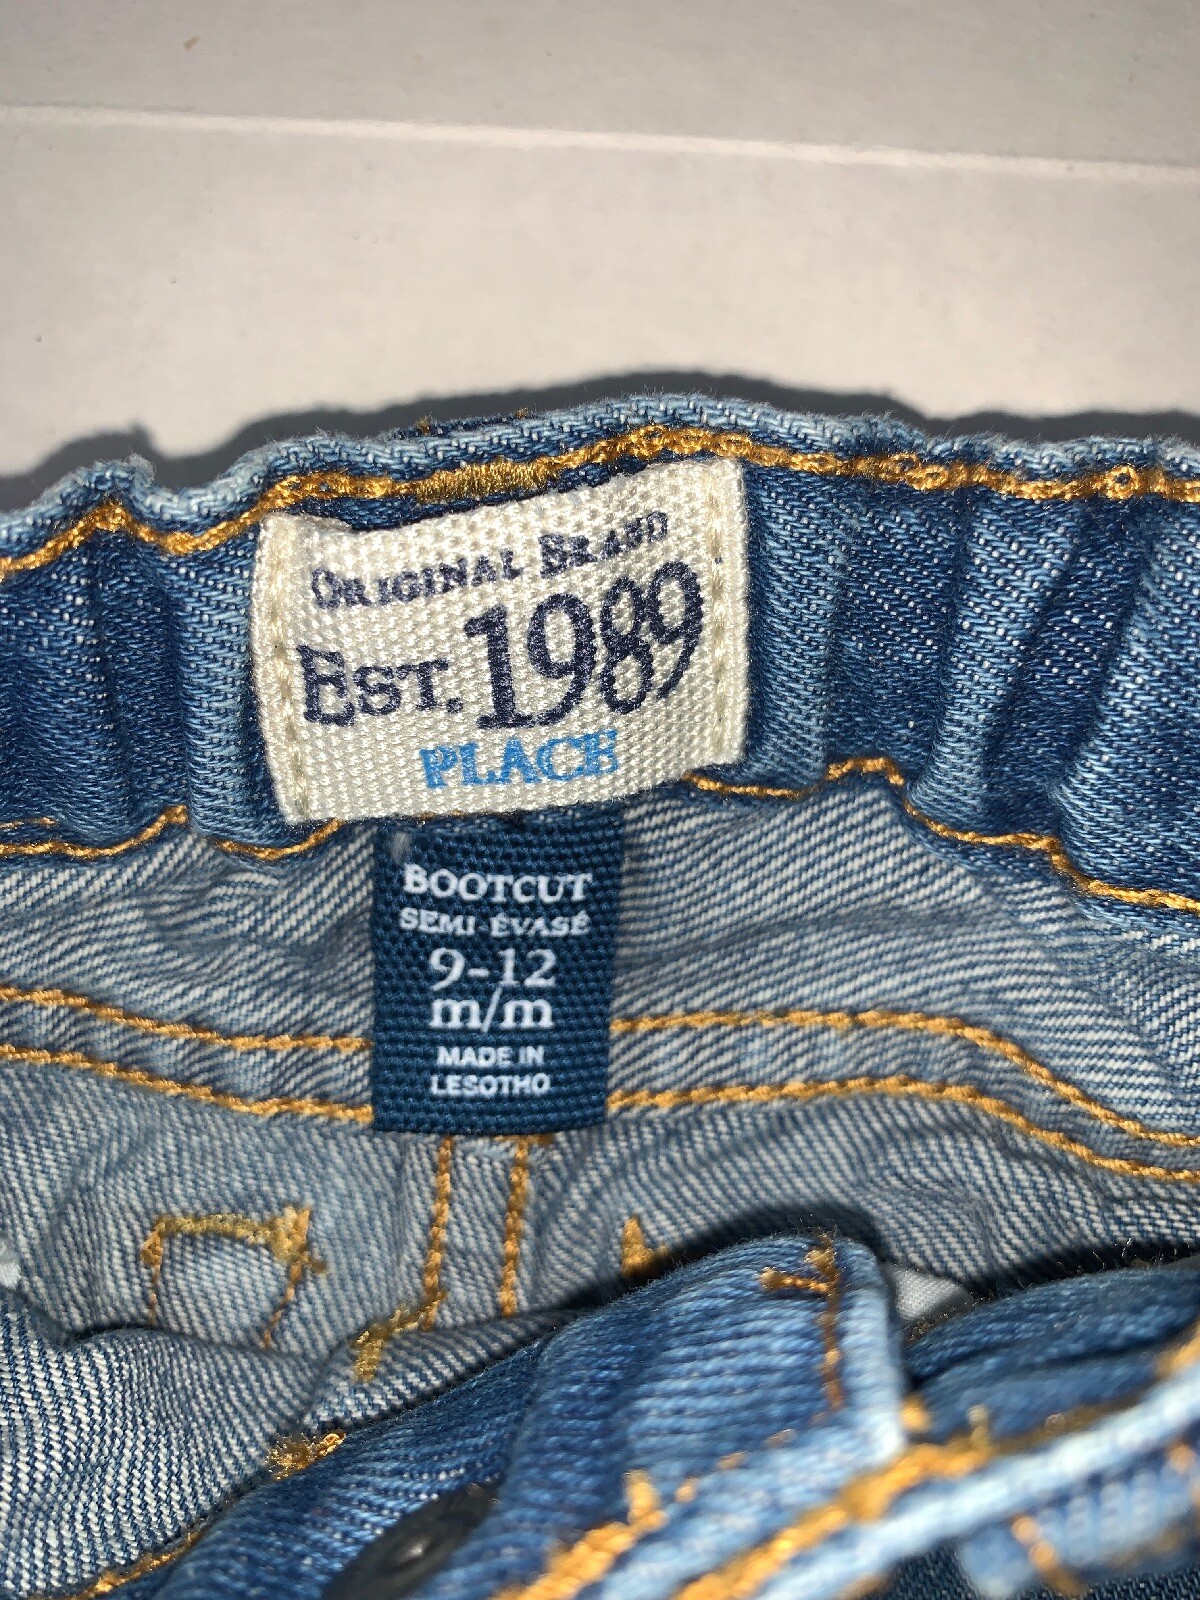 ORIGINAL BRAND
EST. 1989
PLACE
BOOTCUT
SEMI-ÉVASÉ
9-12
m/m
MADE IN
LESOTHO